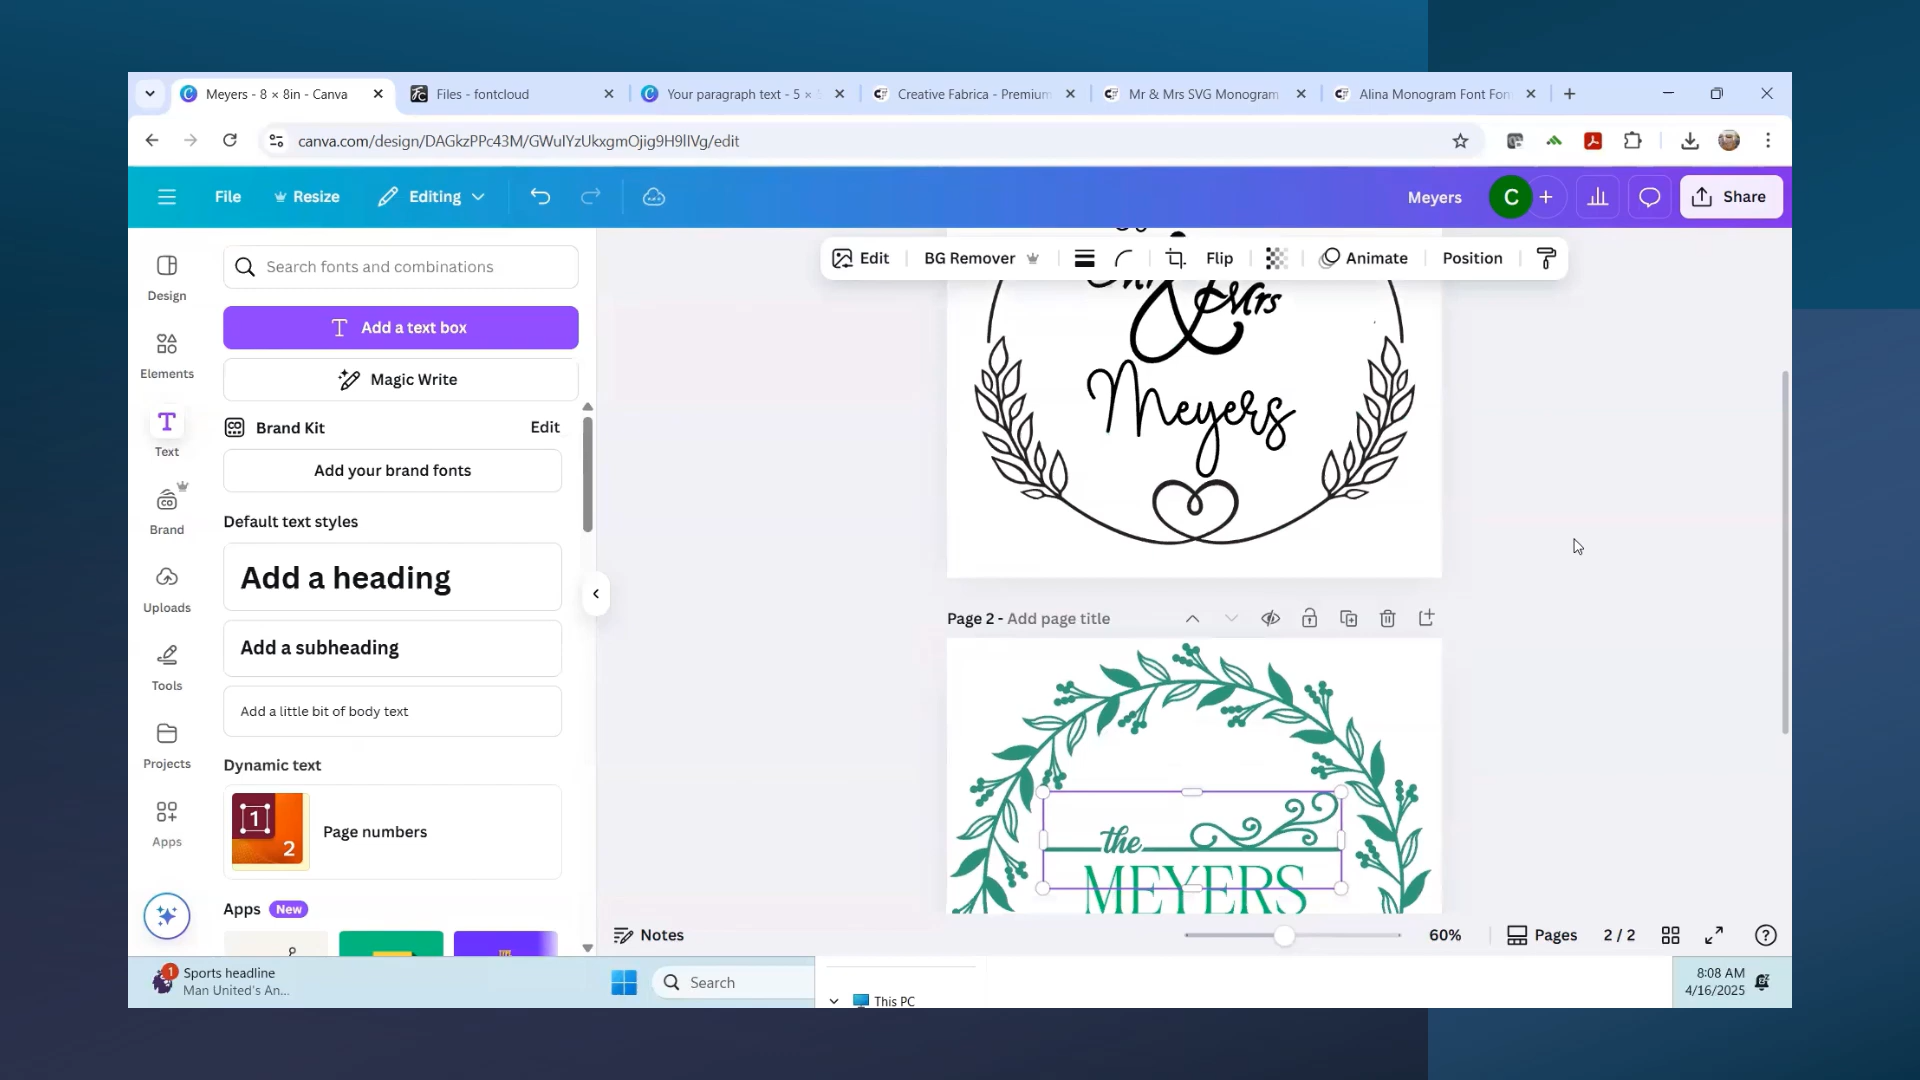 Meyers - 8 × 8in - Canva
Files - fontcloud
Your paragraph text - 5 ×
Creative Fabrica - Premium
Mr & Mrs SVG Monogram
Alina Monogram Font Fon
canva.com/design/DAGkzPPc43M/GWuIYzUkxgmOjig9H9lIVg/edit
File
Resize
Editing
Meyers
C
Share
Design
Elements
Text
Brand
Uploads
Tools
Projects
Apps
Search fonts and combinations
Add a text box
Magic Write
Brand Kit
Edit
Add your brand fonts
Default text styles
Add a heading
Add a subheading
Add a little bit of body text
Dynamic text
1
2
Page numbers
Apps
New
Edit
BG Remover
Flip
Animate
Position
& Mrs
Meyers
Page 2 - Add page title
the
MEYERS
Notes
60%
Pages
2 / 2
1
Sports headline
Man United's An...
Search
This PC
8:08 AM
4/16/2025